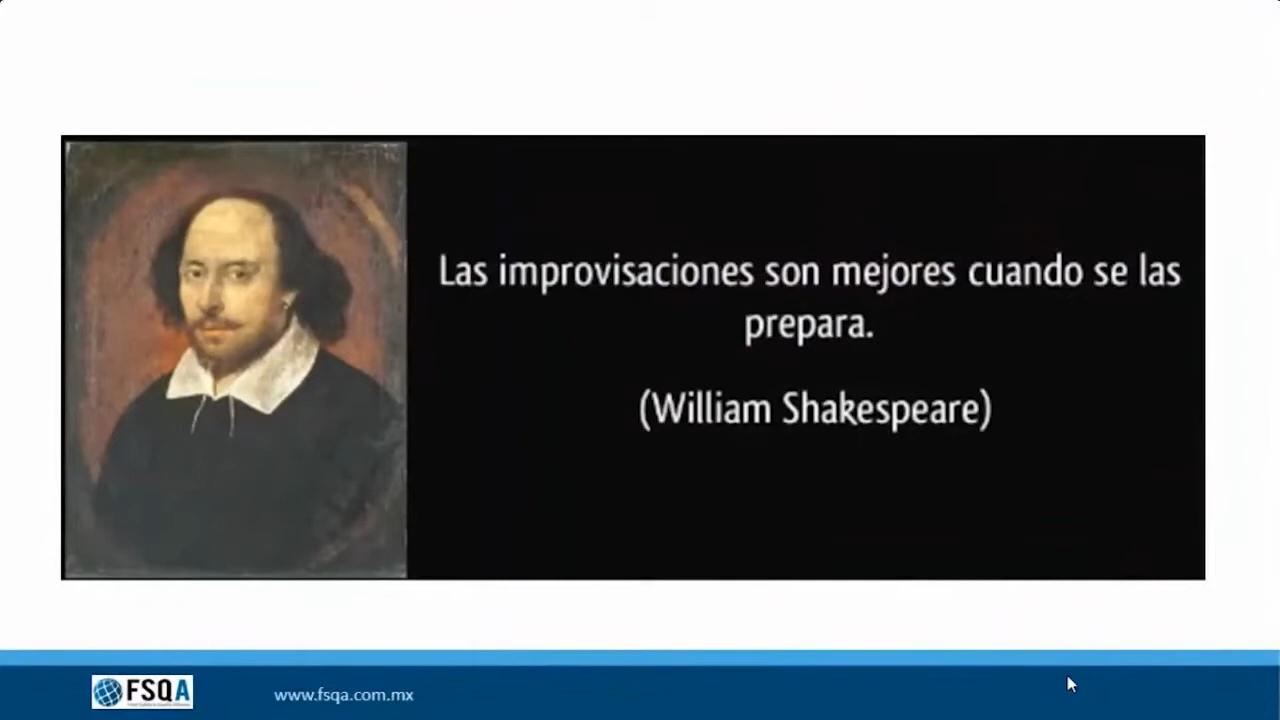 Las improvisaciones son mejores cuando se las
prepara.
(William Shakespeare)
FSQA
www.fsqa.com.mx